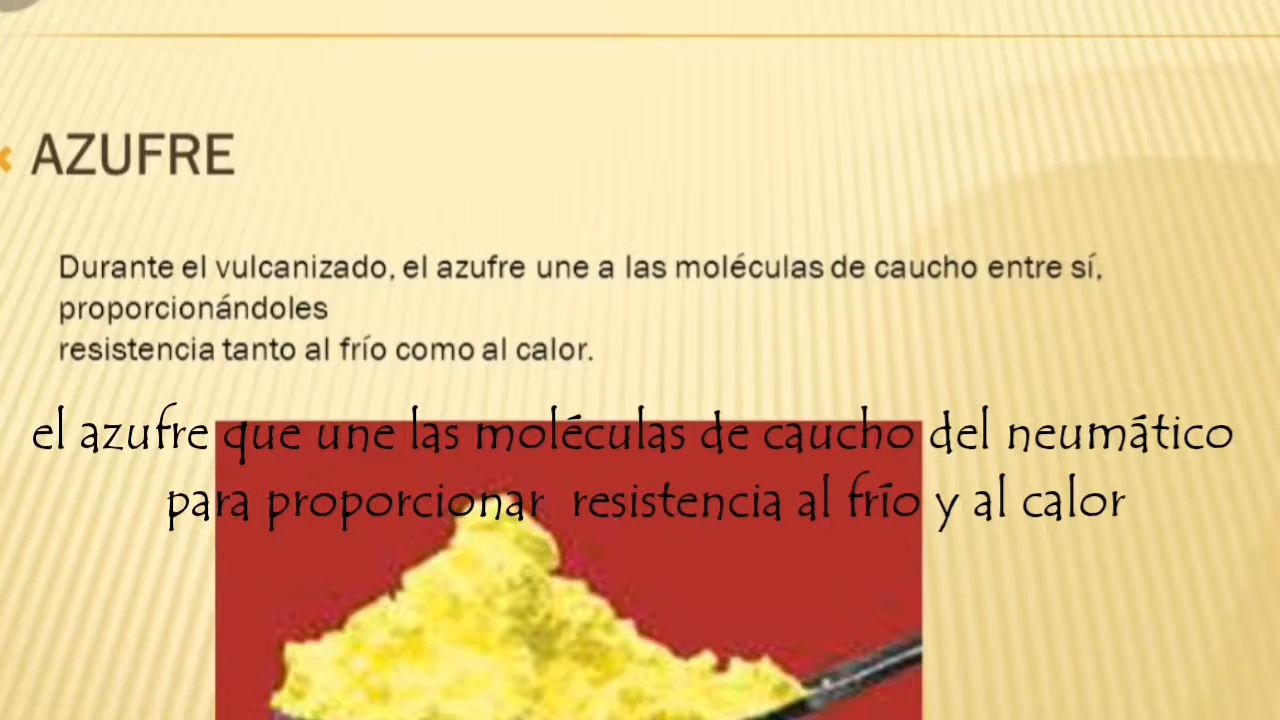 AZUFRE
Durante el vulcanizado, el azufre une a las moléculas de caucho entre sí,
proporcionándoles
resistencia tanto al frío como al calor.
el azufre que une las moléculas de caucho del neumático
para proporcionar resistencia al frío y al calor